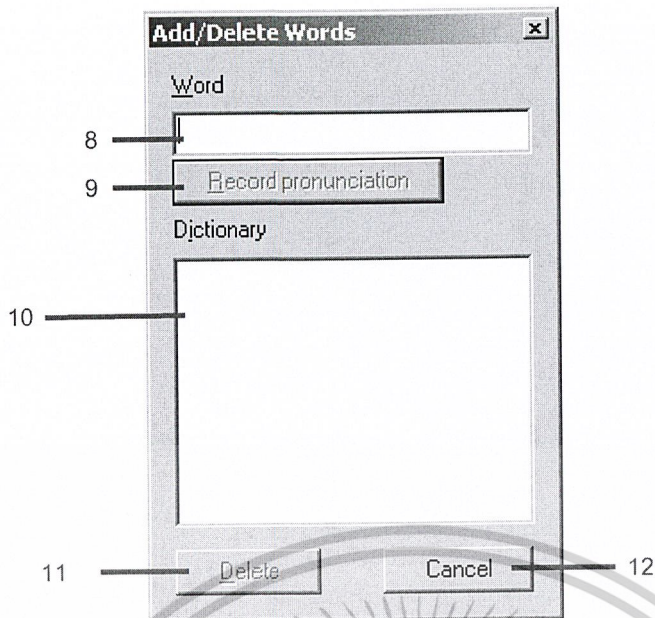 Add/Delete Words
Word
8
9 Record pronunciation
Dictionary
10
11 Delete Cancel 12